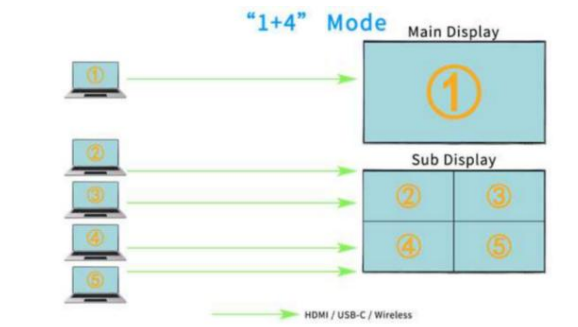 “1+4” Mode
Main Display
①
①
Sub Display
②
② ③
③
④
④ ⑤
⑤
HDMI / USB-C / Wireless